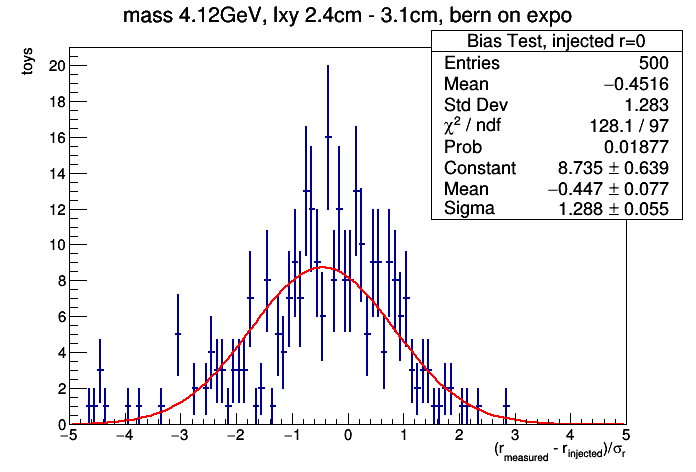 mass 4.12GeV, lxy 2.4cm - 3.1cm, bern on expo
toys
Bias Test, injected r=0
Entries 500
Mean −0.4516
Std Dev 1.283
χ² / ndf 128.1 / 97
Prob 0.01877
Constant 8.735 ± 0.639
Mean −0.447 ± 0.077
Sigma 1.288 ± 0.055
20
18
16
14
12
10
8
6
4
2
0
−5 −4 −3 −2 −1 0 1 2 3 4 5
(r_measured - r_injected)/σ_r